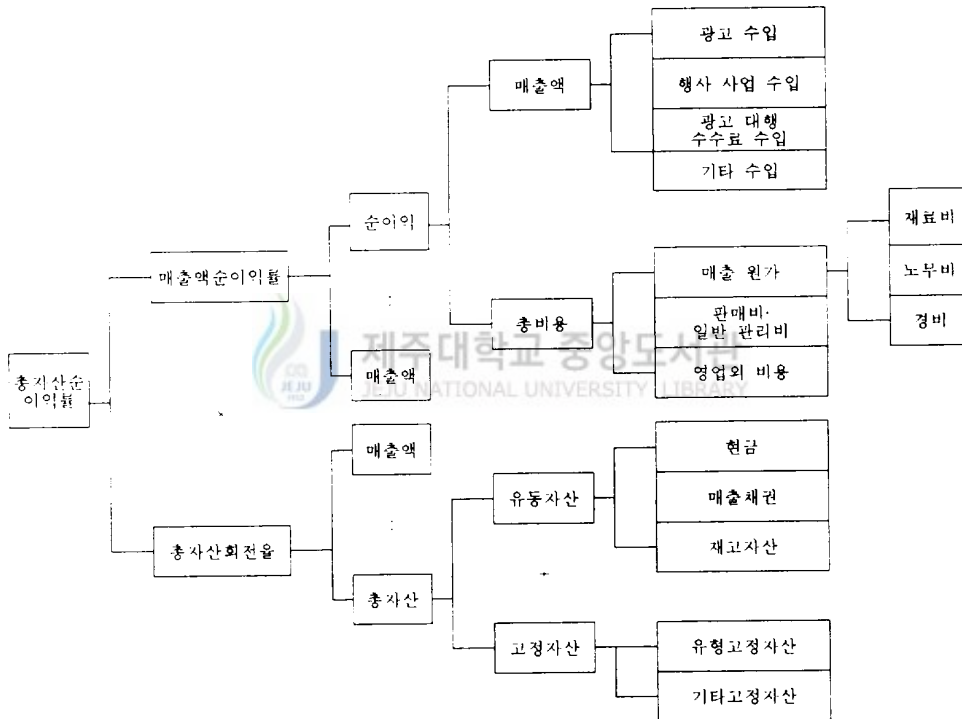 광고 수입
매출액
행사 사업 수입
광고 대행
수수료 수입
기타 수입
순이익
재료비
매출액순이익률
매출 원가
노무비
판매비·
일반 관리비
총비용
경비
제주대학교 중앙도서관
JEJU NATIONAL UNIVERSITY LIBRARY
JEJU
1952
매출액
영업외 비용
총자산순
이익률
매출액
현금
유동자산
매출채권
총자산회전율
재고자산
총자산
고정자산
유형고정자산
기타고정자산